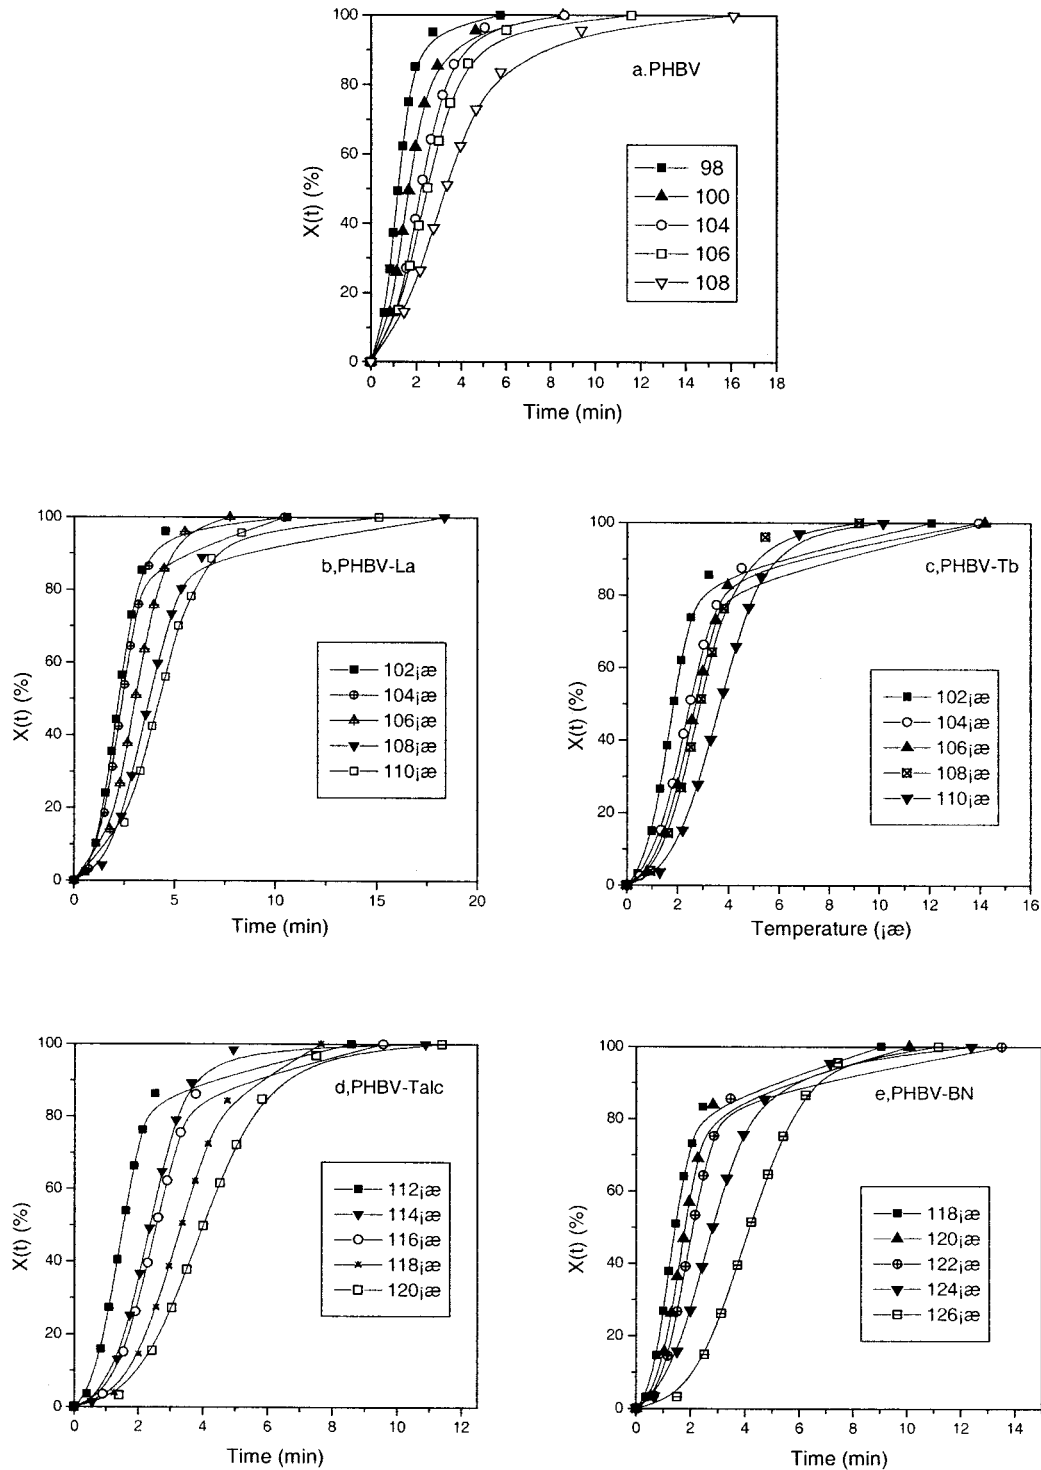 100
80
60
40
20
0
X(t) (%)
a.PHBV
98
100
104
106
108
0 2 4 6 8 10 12 14 16 18
Time (min)
100
80
60
40
20
0
X(t) (%)
b,PHBV-La
102¡æ
104¡æ
106¡æ
108¡æ
110¡æ
0 5 10 15 20
Time (min)
100
80
60
40
20
0
X(t) (%)
c,PHBV-Tb
102¡æ
104¡æ
106¡æ
108¡æ
110¡æ
0 2 4 6 8 10 12 14 16
Temperature (¡æ)
100
80
60
40
20
0
X(t) (%)
d,PHBV-Talc
112¡æ
114¡æ
116¡æ
118¡æ
120¡æ
0 2 4 6 8 10 12
Time (min)
100
80
60
40
20
0
X(t) (%)
e,PHBV-BN
118¡æ
120¡æ
122¡æ
124¡æ
126¡æ
0 2 4 6 8 10 12 14
Time (min)